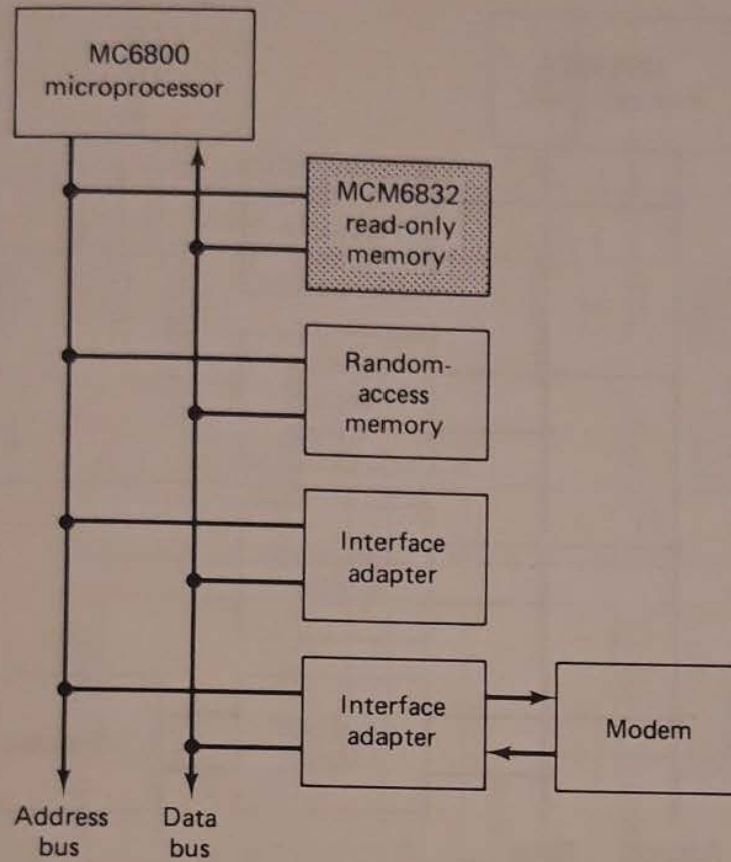 MC6800
microprocessor
MCM6832
read-only
memory
Random-
access
memory
Interface
adapter
Interface
adapter
Modem
Address
bus
Data
bus